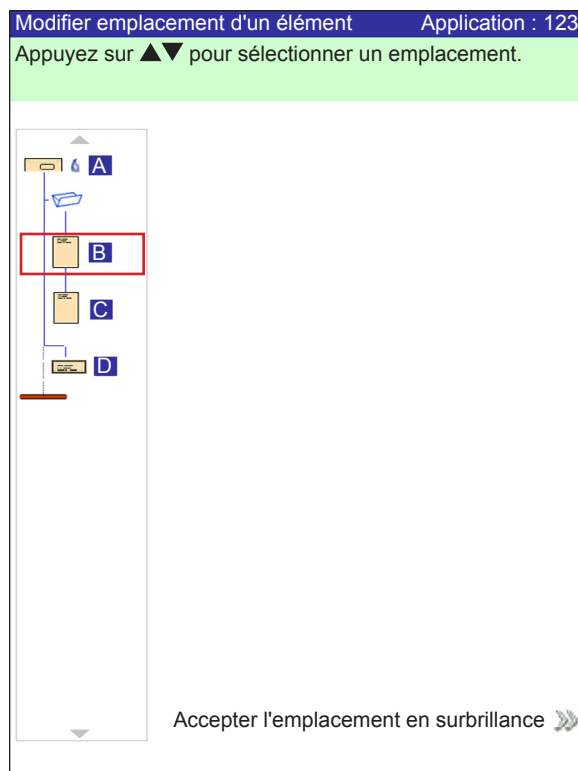 Modifier emplacement d'un élément Application : 123
Appuyez sur ▲▼ pour sélectionner un emplacement.
A
B
C
D
Accepter l'emplacement en surbrillance